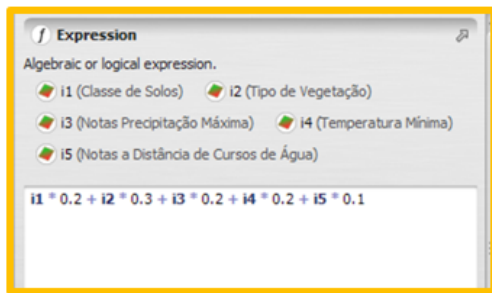 f Expression
Algebraic or logical expression.
i1 (Classe de Solos) i2 (Tipo de Vegetação)
i3 (Notas Precipitação Máxima) i4 (Temperatura Mínima)
i5 (Notas a Distância de Cursos de Água)
i1 * 0.2 + i2 * 0.3 + i3 * 0.2 + i4 * 0.2 + i5 * 0.1